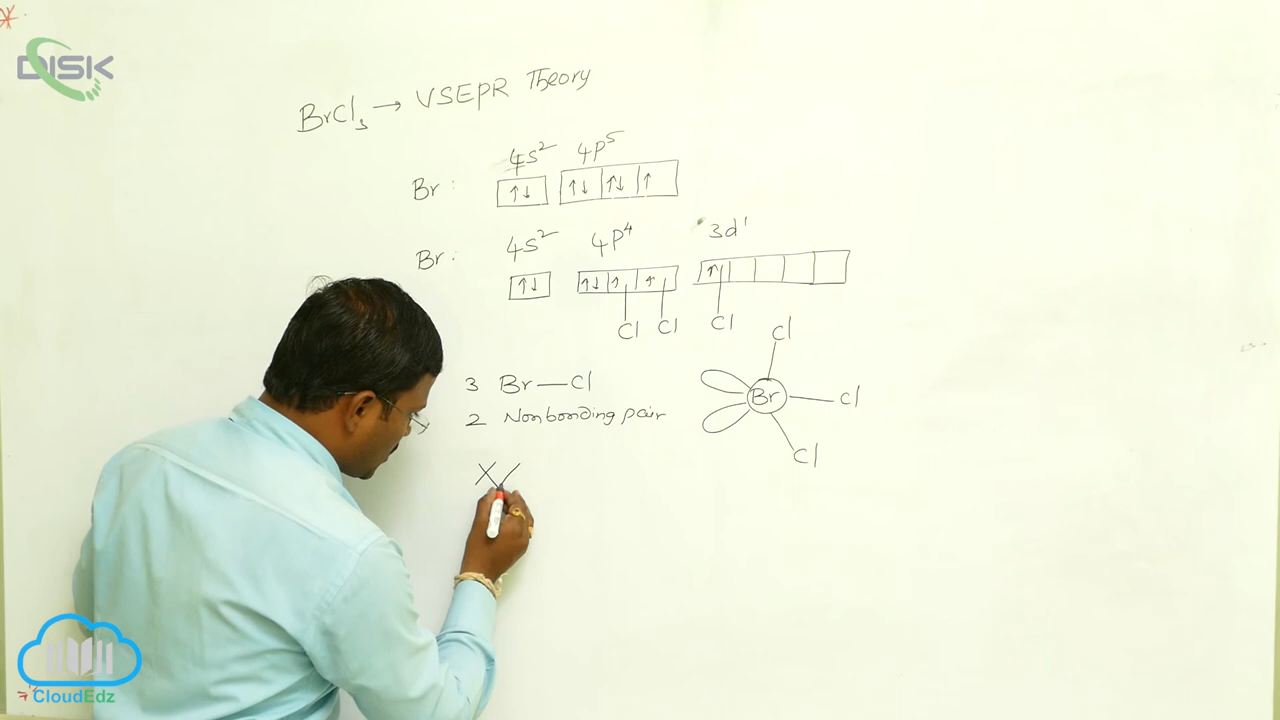 DISK
BrCl₃ → VSEPR Theory
4s² 4p⁵
Br : ↑↓ ↑↓ ↑↓ ↑
4s² 4p⁴ 3d¹
Br : ↑↓ ↑↓ ↑ ↑ ↑
Cl Cl Cl
Cl
3 Br — Cl
Br Cl
2 Nonbonding pair
Cl
XY
CloudEdz